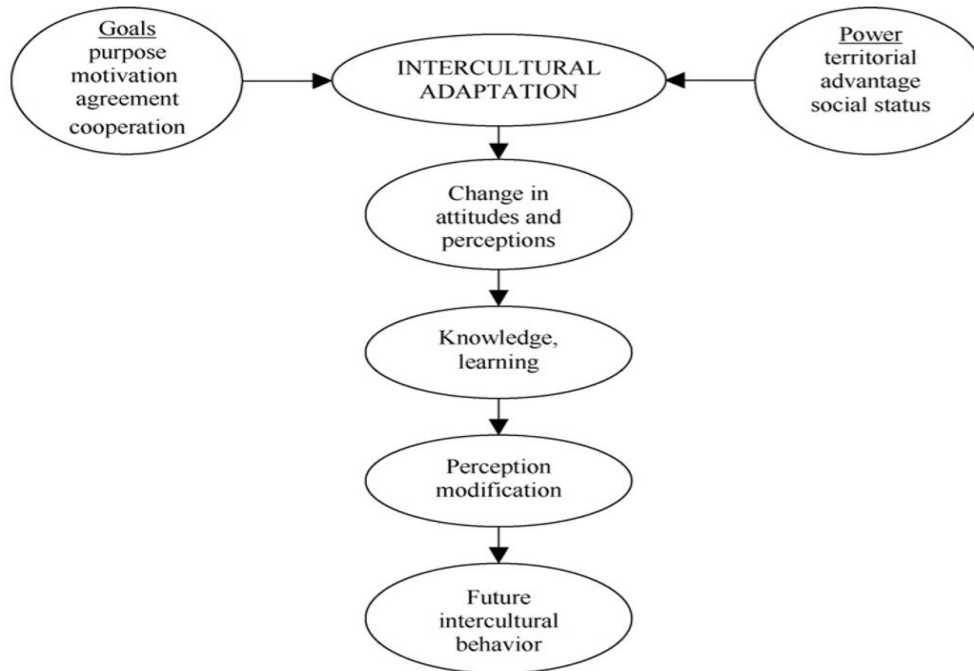 Goals
purpose
motivation
agreement
cooperation
INTERCULTURAL
ADAPTATION
Power
territorial
advantage
social status
Change in
attitudes and
perceptions
Knowledge,
learning
Perception
modification
Future
intercultural
behavior